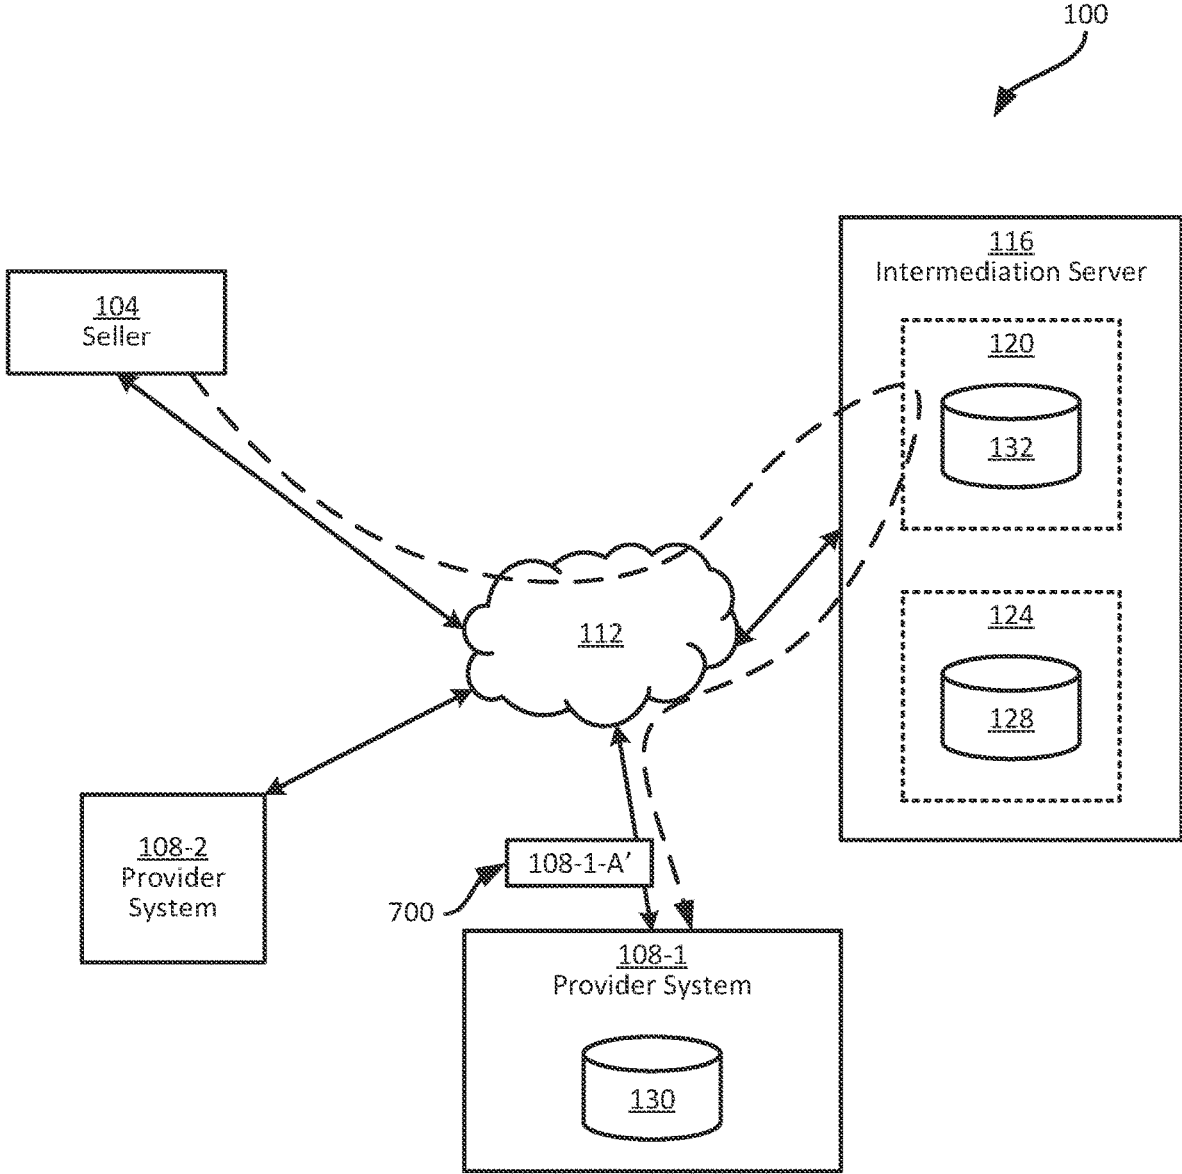 100
116
Intermediation Server
104
Seller
120
132
112
124
128
108-2
Provider
System
108-1-A’
700
108-1
Provider System
130